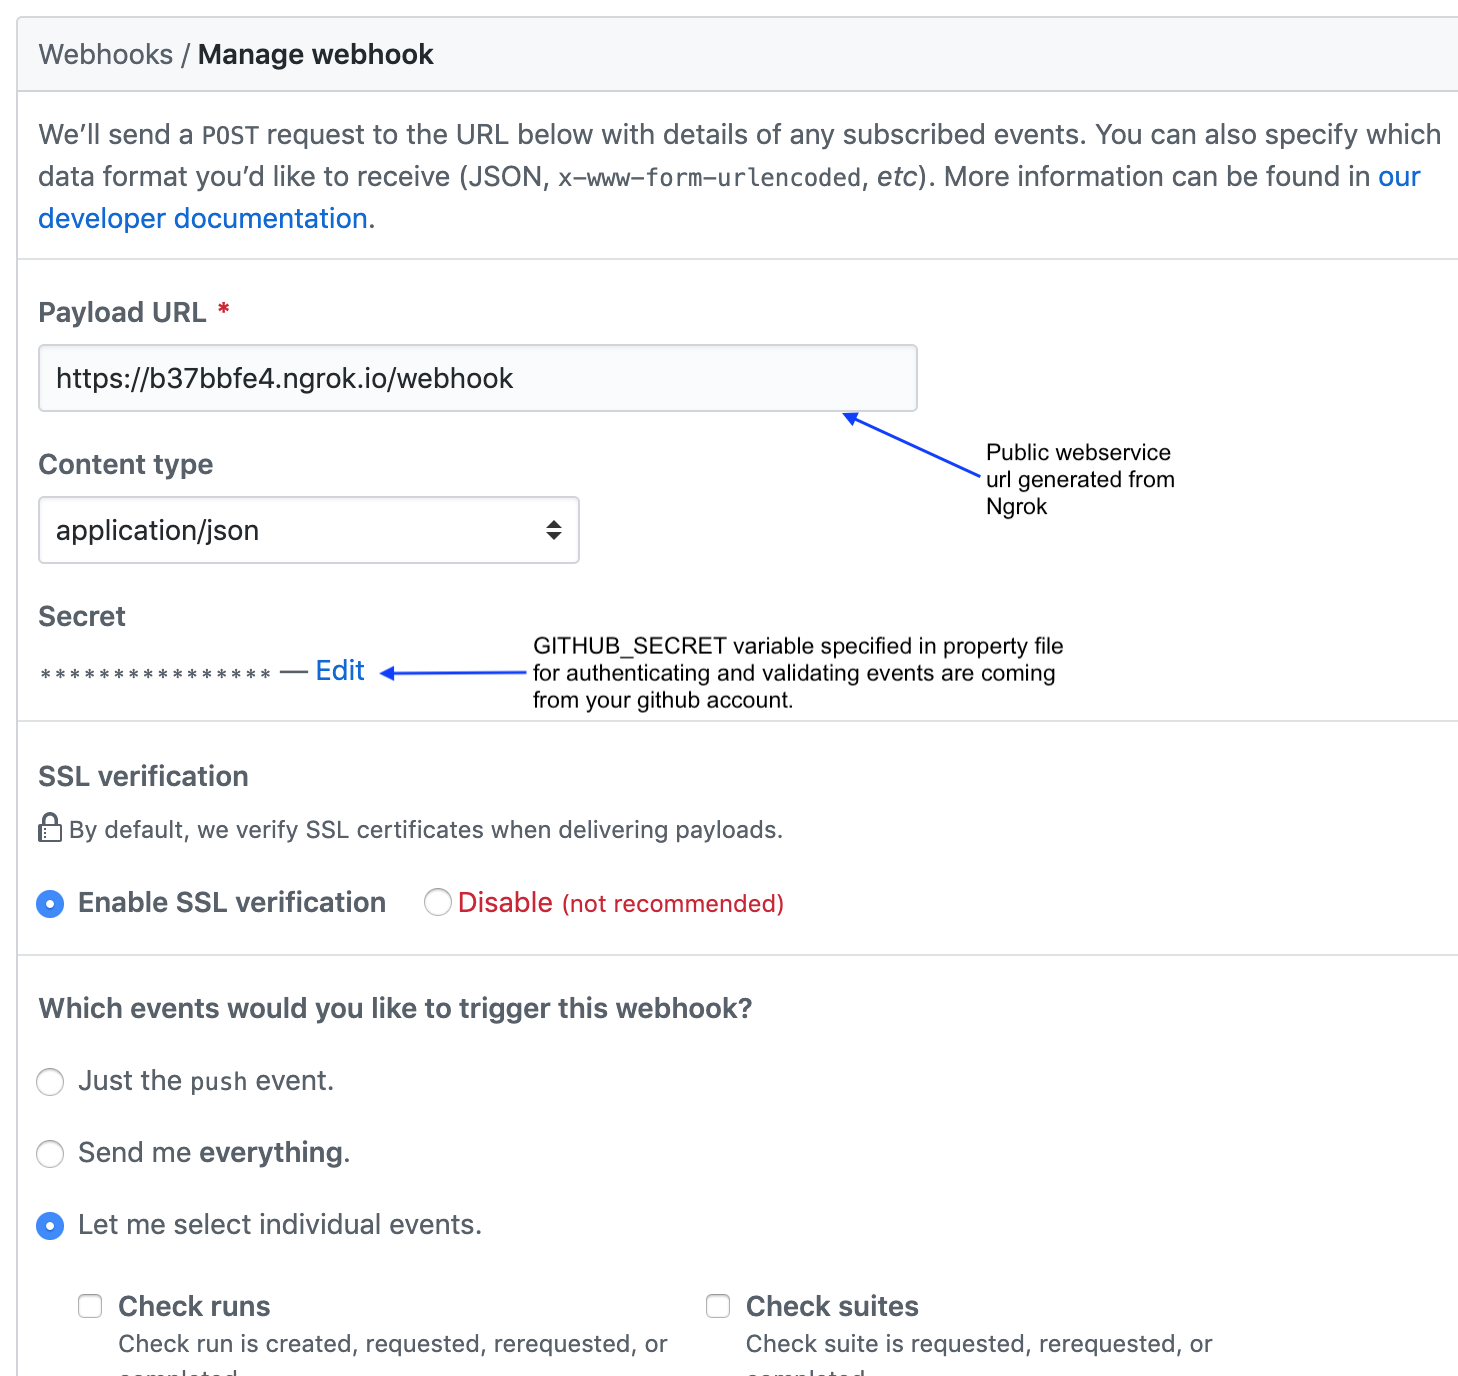 Webhooks / Manage webhook
We’ll send a POST request to the URL below with details of any subscribed events. You can also specify which
data format you’d like to receive (JSON, x-www-form-urlencoded, etc). More information can be found in our
developer documentation.
Payload URL *
https://b37bbfe4.ngrok.io/webhook
Public webservice
url generated from
Ngrok
Content type
application/json
Secret
**************** — Edit
GITHUB_SECRET variable specified in property file
for authenticating and validating events are coming
from your github account.
SSL verification
By default, we verify SSL certificates when delivering payloads.
Enable SSL verification
Disable (not recommended)
Which events would you like to trigger this webhook?
Just the push event.
Send me everything.
Let me select individual events.
Check runs
Check run is created, requested, rerequested, or
Check suites
Check suite is requested, rerequested, or